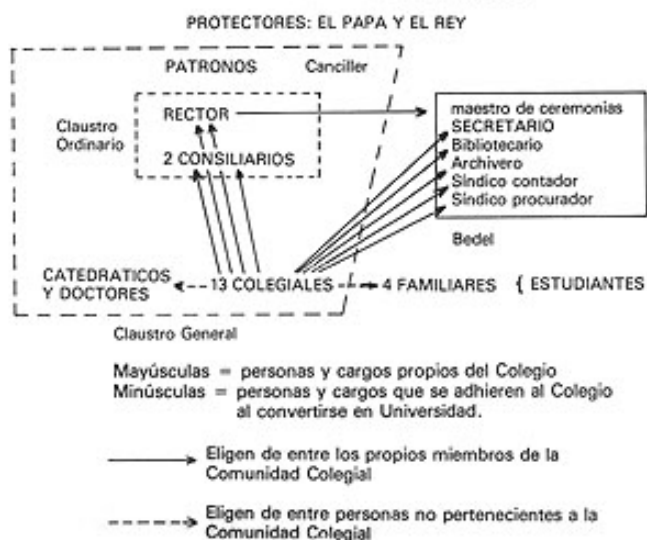 PROTECTORES: EL PAPA Y EL REY
PATRONOS Canciller
Claustro
Ordinario
RECTOR
2 CONSILIARIOS
maestro de ceremonias
SECRETARIO
Bibliotecario
Archivero
Síndico contador
Síndico procurador
Bedel
CATEDRATICOS
Y DOCTORES
13 COLEGIALES
4 FAMILIARES { ESTUDIANTES
Claustro General
Mayúsculas = personas y cargos propios del Colegio
Minúsculas = personas y cargos que se adhieren al Colegio
al convertirse en Universidad.
Eligen de entre los propios miembros de la
Comunidad Colegial
Eligen de entre personas no pertenecientes a la
Comunidad Colegial